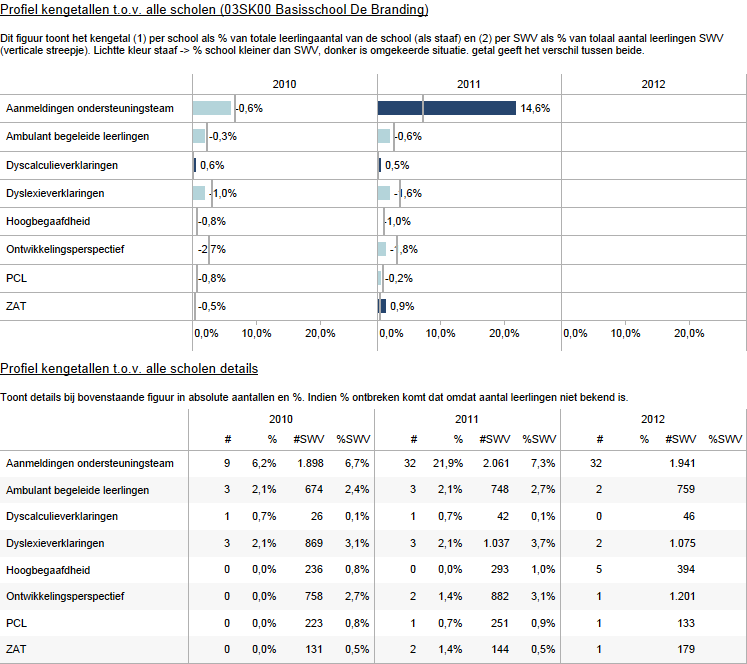 Profiel kengetallen t.o.v. alle scholen (03SK00 Basisschool De Branding)
Dit figuur toont het kengetal (1) per school als % van totale leerlingaantal van de school (als staaf) en (2) per SWV als % van tolaal aantal leerlingen SWV
(verticale streepje). Lichtte kleur staaf -> % school kleiner dan SWV, donker is omgekeerde situatie. getal geeft het verschil tussen beide.
2010 2011 2012
Aanmeldingen ondersteuningsteam -0,6% 14,6%
Ambulant begeleide leerlingen -0,3% -0,6%
Dyscalculieverklaringen 0,6% 0,5%
Dyslexieverklaringen -1,0% -1,6%
Hoogbegaafdheid -0,8% -1,0%
Ontwikkelingsperspectief -2,7% -1,8%
PCL -0,8% -0,2%
ZAT -0,5% 0,9%
0,0% 10,0% 20,0% 0,0% 10,0% 20,0% 0,0% 10,0% 20,0%
Profiel kengetallen t.o.v. alle scholen details
Toont details bij bovenstaande figuur in absolute aantallen en %. Indien % ontbreken komt dat omdat aantal leerlingen niet bekend is.
2010 2011 2012
# % #SWV %SWV # % #SWV %SWV # % #SWV %SWV
Aanmeldingen ondersteuningsteam 9 6,2% 1.898 6,7% 32 21,9% 2.061 7,3% 32 1.941
Ambulant begeleide leerlingen 3 2,1% 674 2,4% 3 2,1% 748 2,7% 2 759
Dyscalculieverklaringen 1 0,7% 26 0,1% 1 0,7% 42 0,1% 0 46
Dyslexieverklaringen 3 2,1% 869 3,1% 3 2,1% 1.037 3,7% 2 1.075
Hoogbegaafdheid 0 0,0% 236 0,8% 0 0,0% 293 1,0% 5 394
Ontwikkelingsperspectief 0 0,0% 758 2,7% 2 1,4% 882 3,1% 1 1.201
PCL 0 0,0% 223 0,8% 1 0,7% 251 0,9% 1 133
ZAT 0 0,0% 131 0,5% 2 1,4% 144 0,5% 1 179